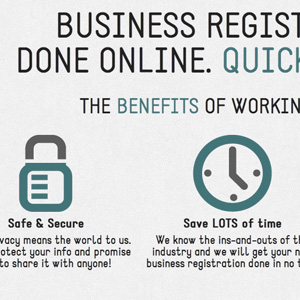 BUSINESS REGIST
DONE ONLINE. QUICK
THE BENEFITS OF WORKIN
Safe & Secure
vacy means the world to us.
rotect your info and promise
to share it with anyone!
Save LOTS of time
We know the ins-and-outs of th
industry and we will get your n
business registration done in no t